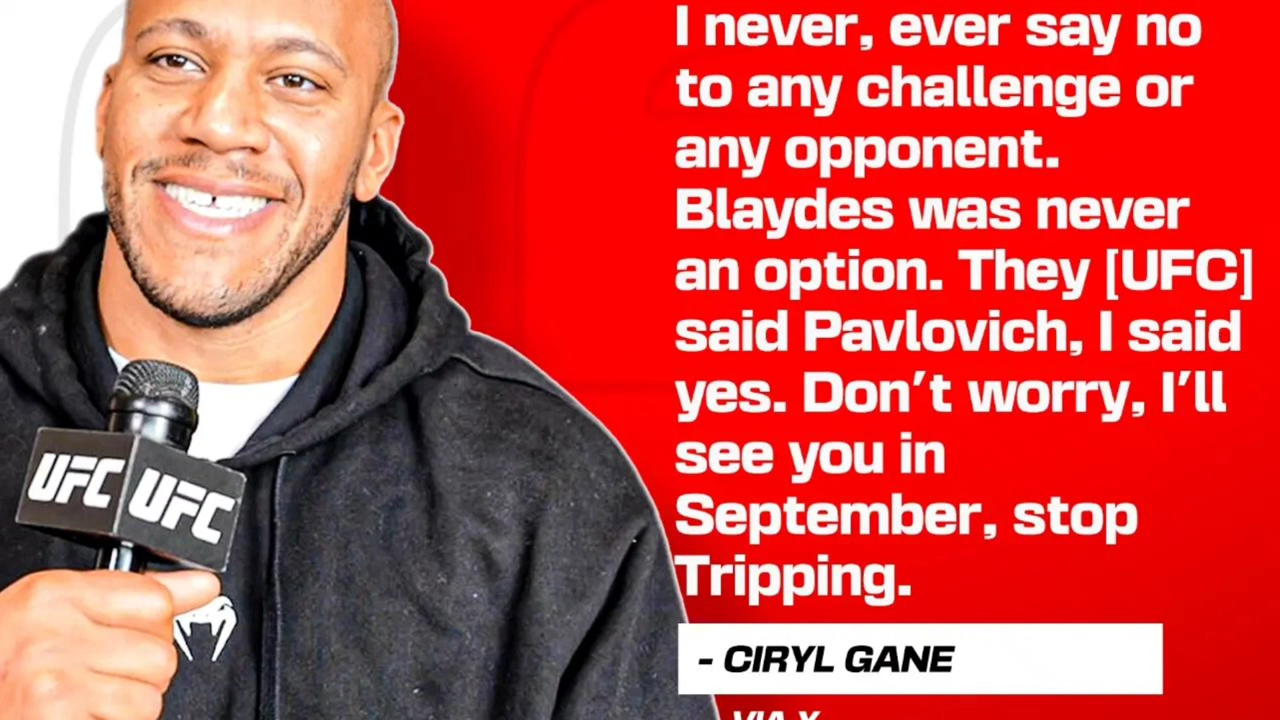 I never, ever say no
to any challenge or
any opponent.
Blaydes was never
an option. They [UFC]
said Pavlovich, I said
yes. Don't worry, I'll
see you in
September, stop
Tripping.
- CIRYL GANE
VIA X
UFC UFC